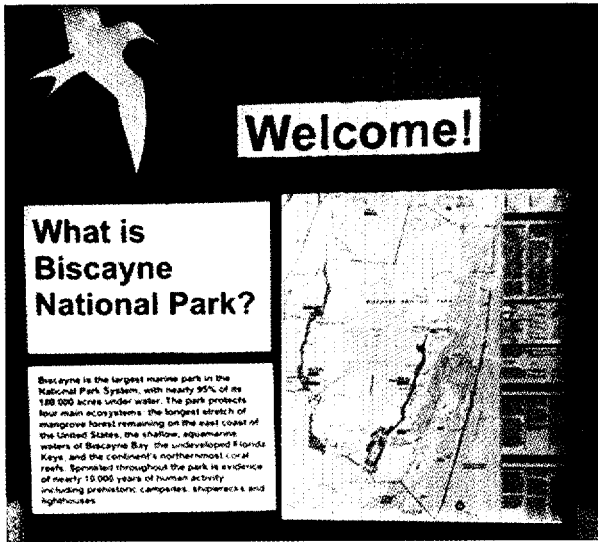 Welcome!
What is
Biscayne
National Park?
Biscayne is the largest marine park in the
National Park System, with nearly 95% of its
180,000 acres under water. The park protects
four main ecosystems: the longest stretch of
mangrove forest remaining on the east coast of
the United States, the shallow, aquamarine
waters of Biscayne Bay, the undeveloped Florida
Keys, and the continent's northernmost coral
reefs. Sprinkled throughout the park is evidence
of nearly 10,000 years of human activity
including prehistoric campsites, shipwrecks and
lighthouses